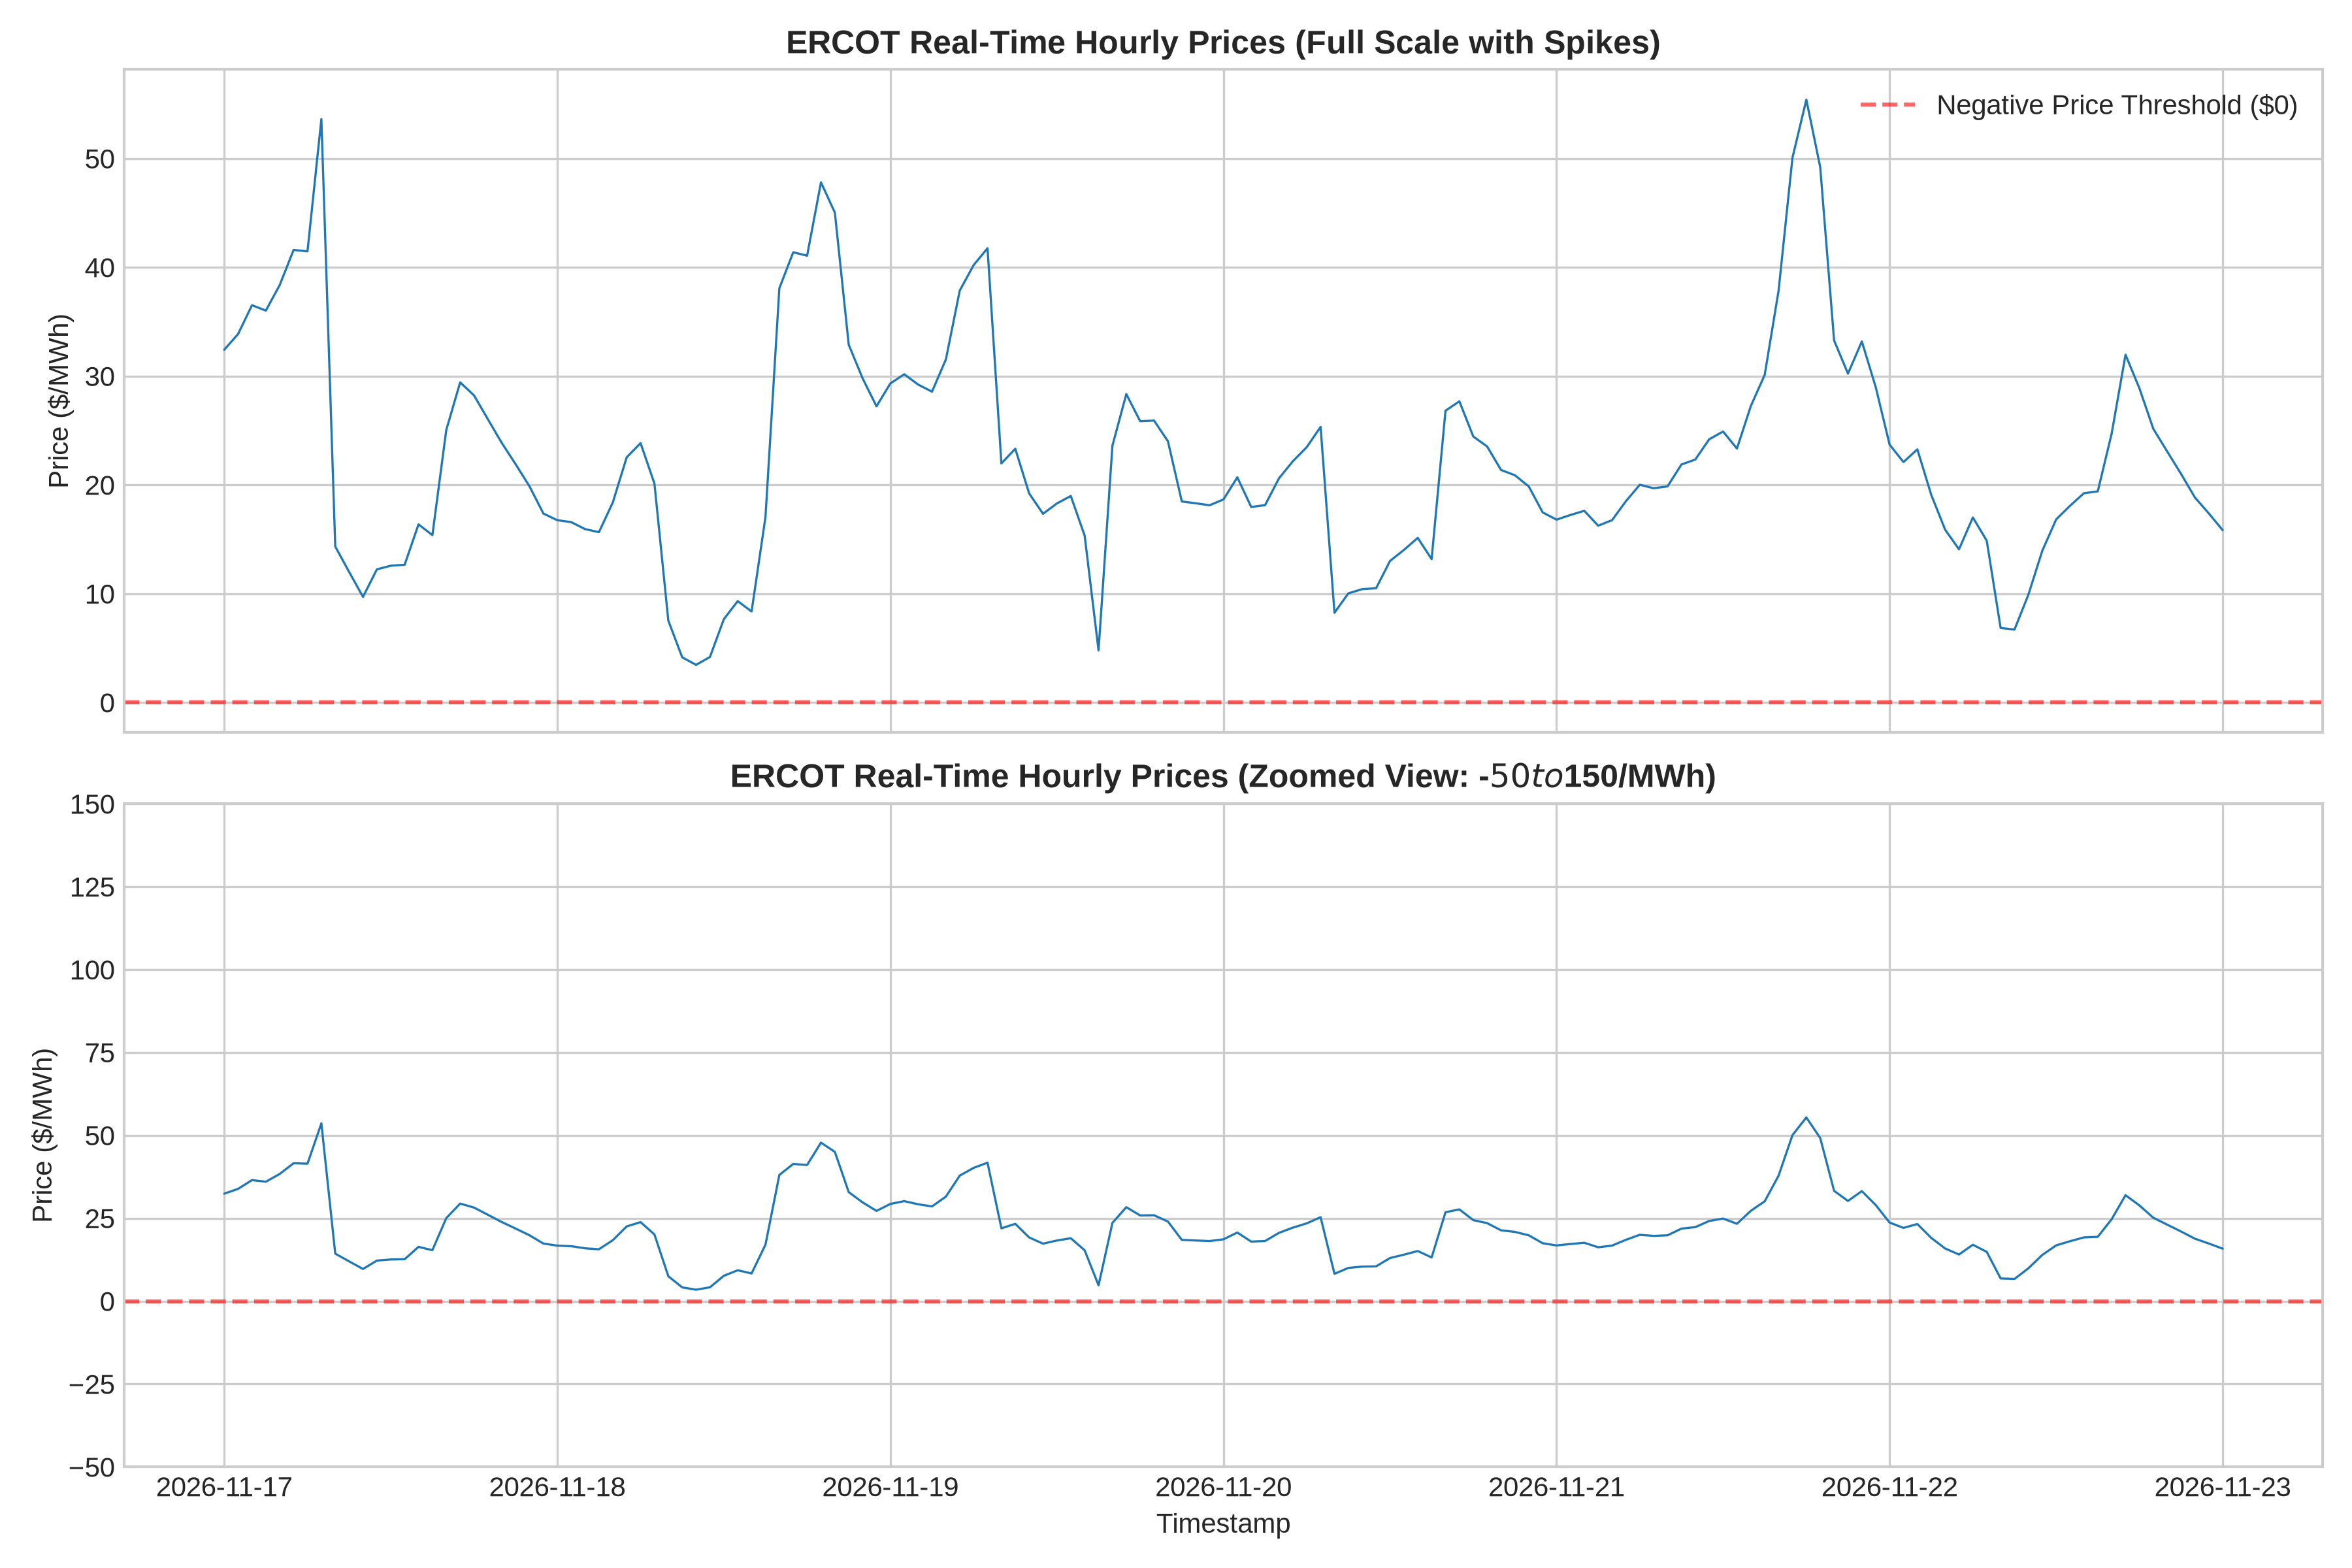 ERCOT Real-Time Hourly Prices (Full Scale with Spikes)
Negative Price Threshold ($0)
Price ($/MWh)
50
40
30
20
10
0
ERCOT Real-Time Hourly Prices (Zoomed View: -50to150/MWh)
Price ($/MWh)
150
125
100
75
50
25
0
−25
−50
2026-11-17 2026-11-18 2026-11-19 2026-11-20 2026-11-21 2026-11-22 2026-11-23
Timestamp